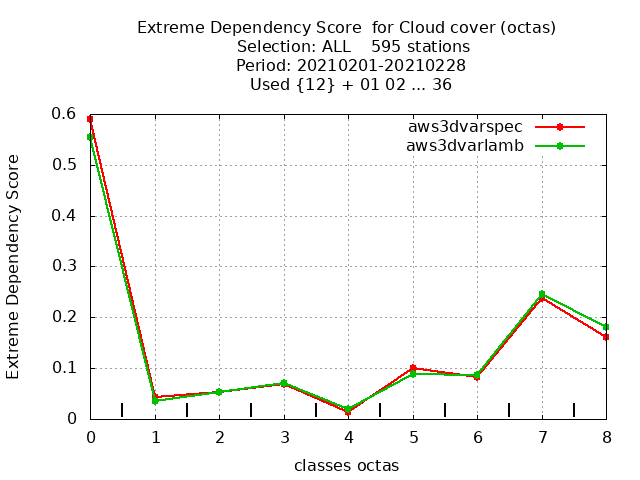 Extreme Dependency Score  for Cloud cover (octas)
Selection: ALL    595 stations
Period: 20210201-20210228
Used {12} + 01 02 ... 36
aws3dvarspec
aws3dvarlamb
Extreme Dependency Score
0.6
0.5
0.4
0.3
0.2
0.1
0
0 1 2 3 4 5 6 7 8
classes octas